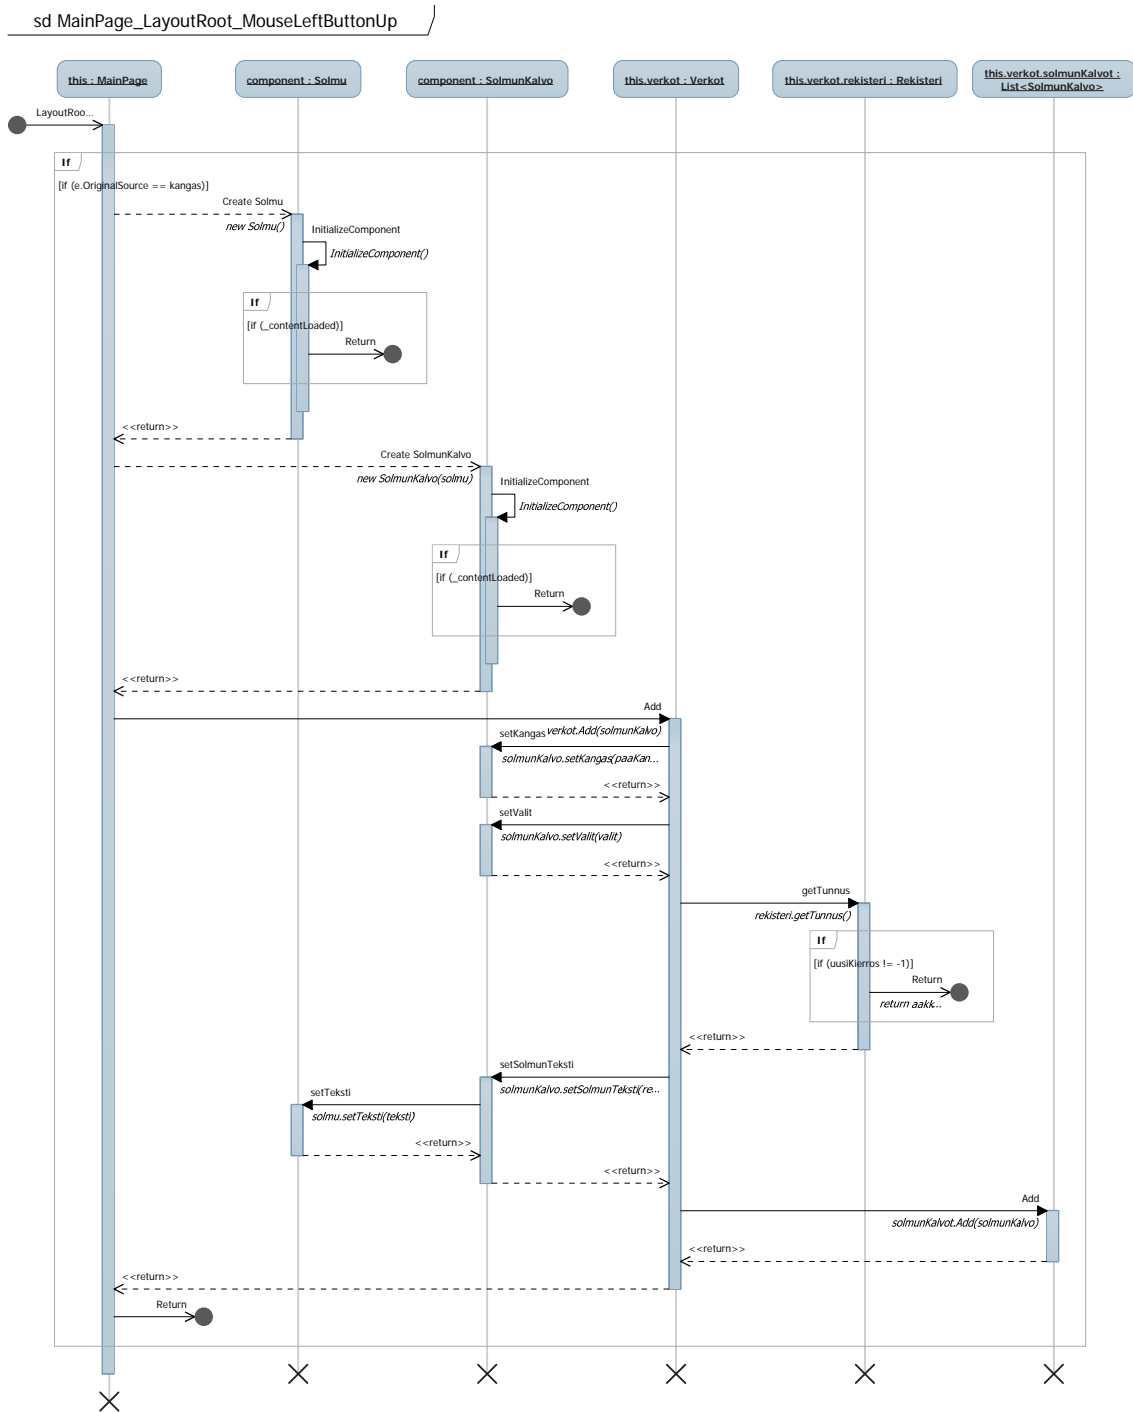 sd MainPage_LayoutRoot_MouseLeftButtonUp
this : MainPage
component : Solmu
component : SolmunKalvo
this.verkot : Verkot
this.verkot.rekisteri : Rekisteri
this.verkot.solmunKalvot :
List<SolmunKalvo>
LayoutRoo...
If
[if (e.OriginalSource == kangas)]
Create Solmu
new Solmu()
InitializeComponent
InitializeComponent()
If
[if (_contentLoaded)]
Return
<<return>>
Create SolmunKalvo
new SolmunKalvo(solmu)
InitializeComponent
InitializeComponent()
If
[if (_contentLoaded)]
Return
<<return>>
Add
verkot.Add(solmunKalvo)
setKangas
solmunKalvo.setKangas(paaKan...
<<return>>
setValit
solmunKalvo.setValit(valit)
<<return>>
getTunnus
rekisteri.getTunnus()
If
[if (uusiKierros != -1)]
Return
return aakk...
<<return>>
setSolmunTeksti
solmunKalvo.setSolmunTeksti(re...
setTeksti
solmu.setTeksti(teksti)
<<return>>
<<return>>
Add
solmunKalvot.Add(solmunKalvo)
<<return>>
<<return>>
Return